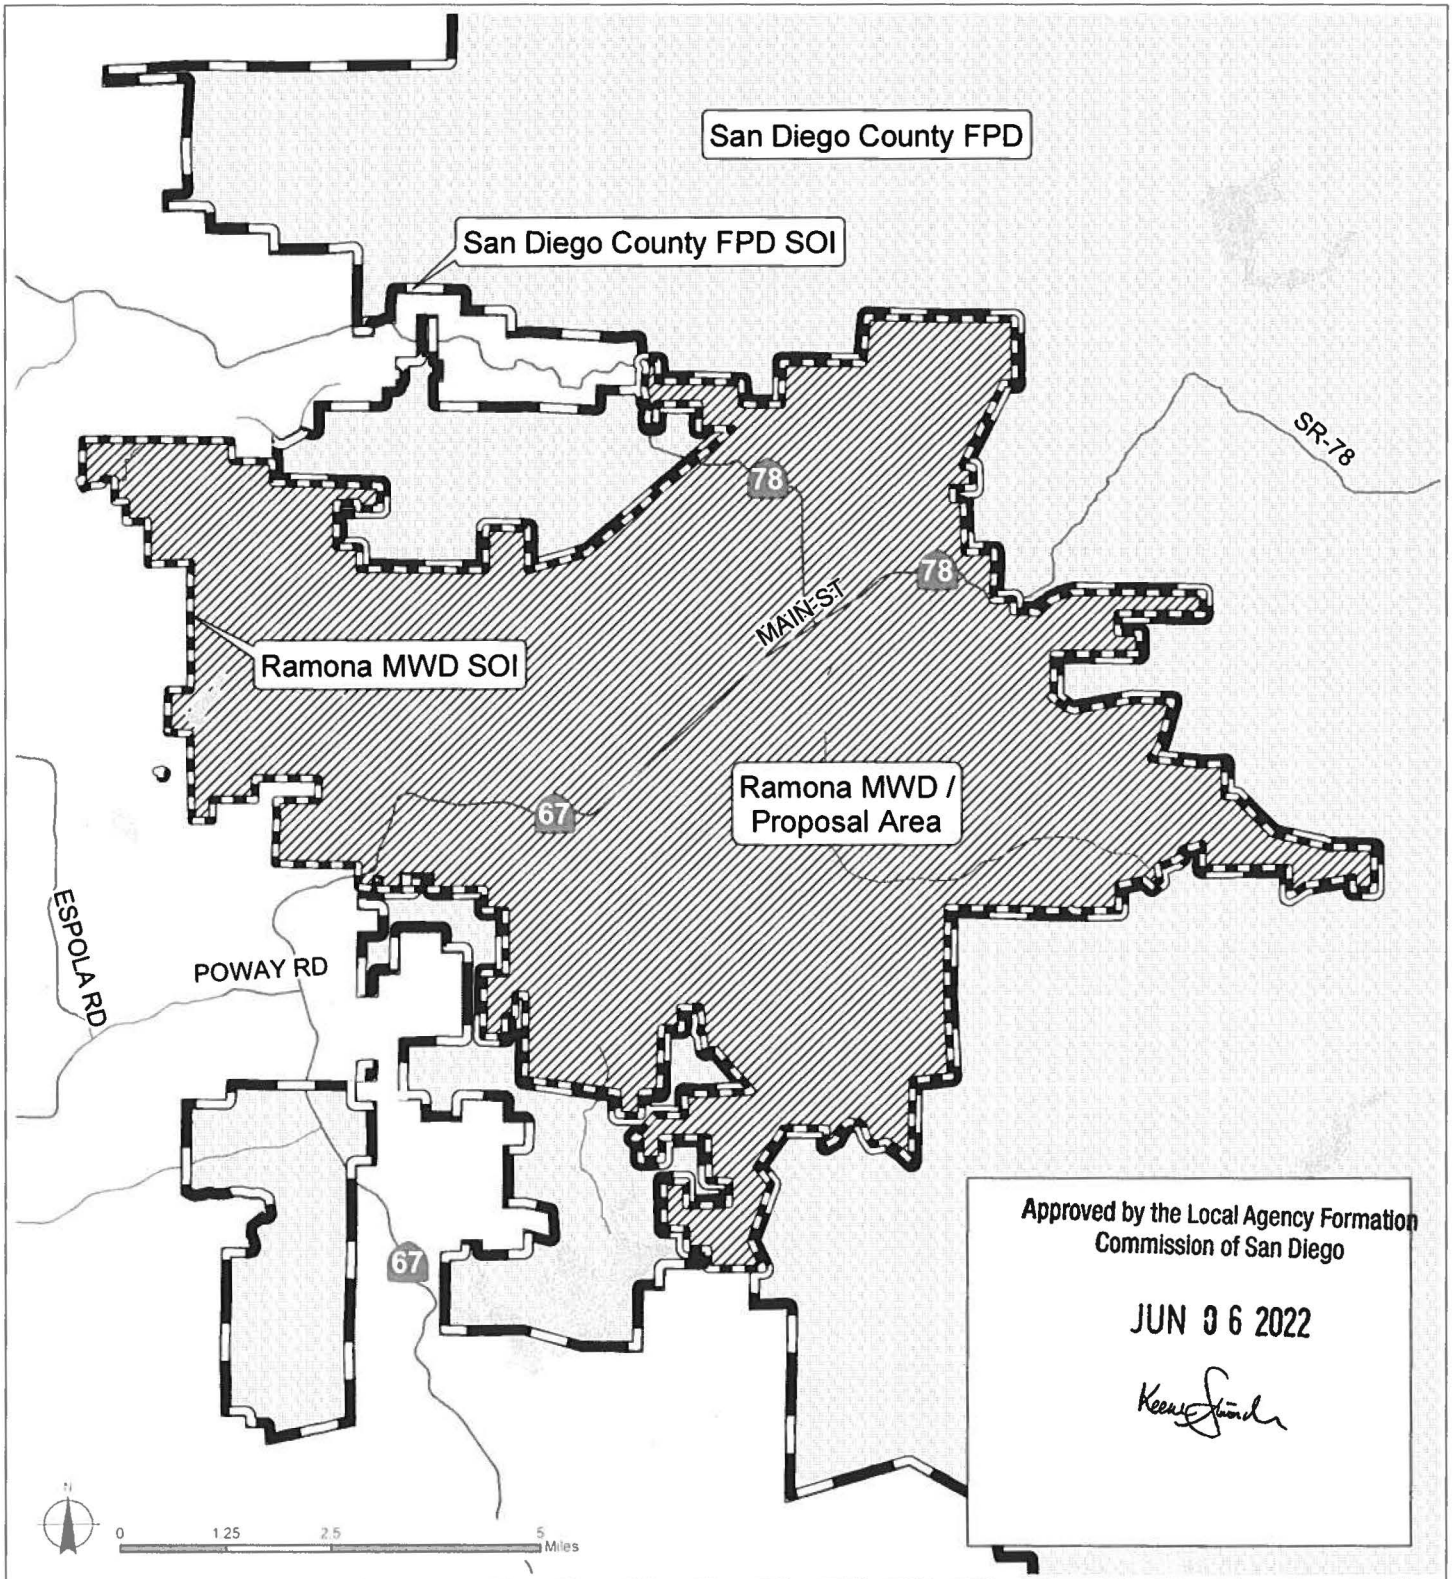 San Diego County FPD
San Diego County FPD SOI
SR-78
78
78
MAIN ST
Ramona MWD SOI
Ramona MWD /
Proposal Area
67
ESPOLA RD
POWAY RD
67
Approved by the Local Agency Formation
Commission of San Diego
JUN 06 2022
N
0 1.25 2.5 5
Miles